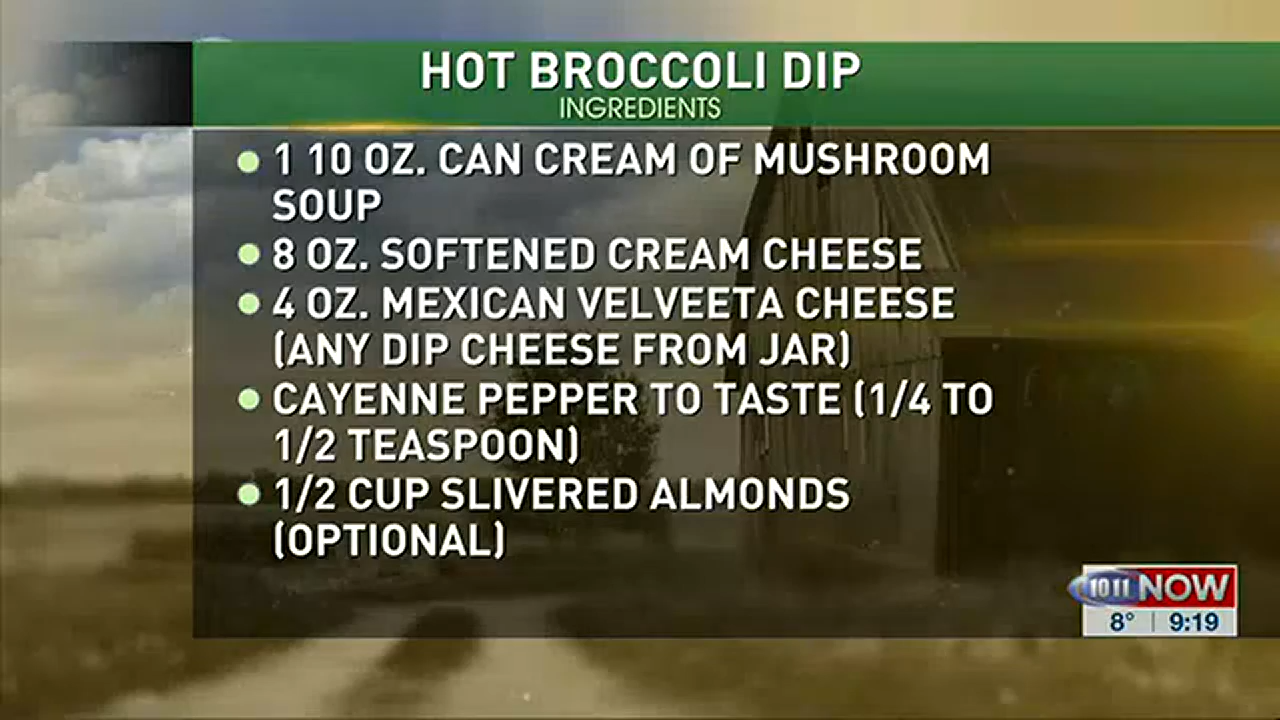 HOT BROCCOLI DIP
INGREDIENTS
1 10 OZ. CAN CREAM OF MUSHROOM
SOUP
8 OZ. SOFTENED CREAM CHEESE
4 OZ. MEXICAN VELVEETA CHEESE
(ANY DIP CHEESE FROM JAR)
CAYENNE PEPPER TO TASTE (1/4 TO
1/2 TEASPOON)
1/2 CUP SLIVERED ALMONDS
(OPTIONAL)
1011 NOW
8° 9:19